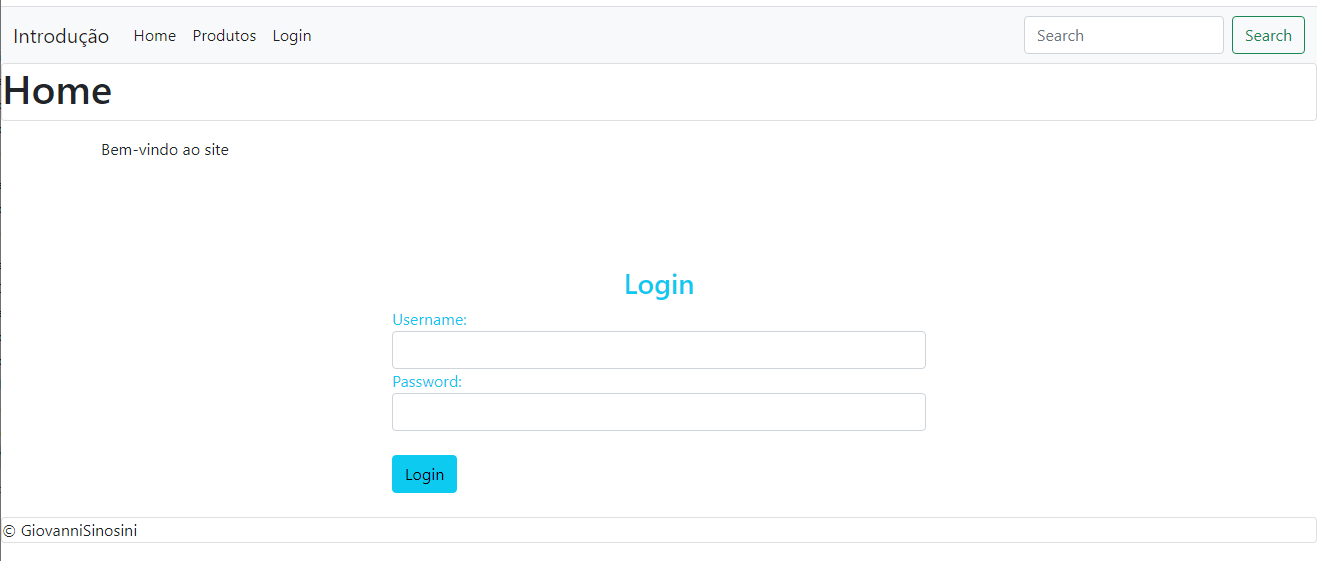 Introdução Home Produtos Login Search Search
Home
Bem-vindo ao site
Login
Username:
Password:
Login
© GiovanniSinosini